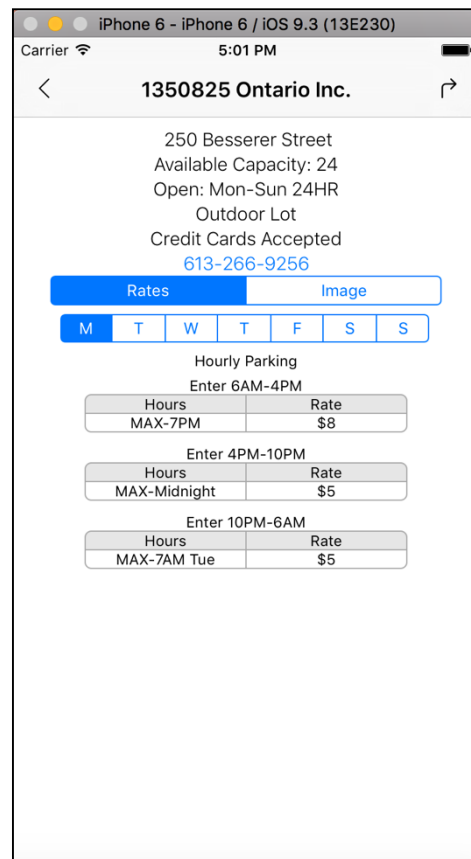 iPhone 6 - iPhone 6 / iOS 9.3 (13E230)
Carrier 5:01 PM
1350825 Ontario Inc.
250 Besserer Street
Available Capacity: 24
Open: Mon-Sun 24HR
Outdoor Lot
Credit Cards Accepted
613-266-9256
Rates Image
M T W T F S S
Hourly Parking
Enter 6AM-4PM
Hours Rate
MAX-7PM $8
Enter 4PM-10PM
Hours Rate
MAX-Midnight $5
Enter 10PM-6AM
Hours Rate
MAX-7AM Tue $5